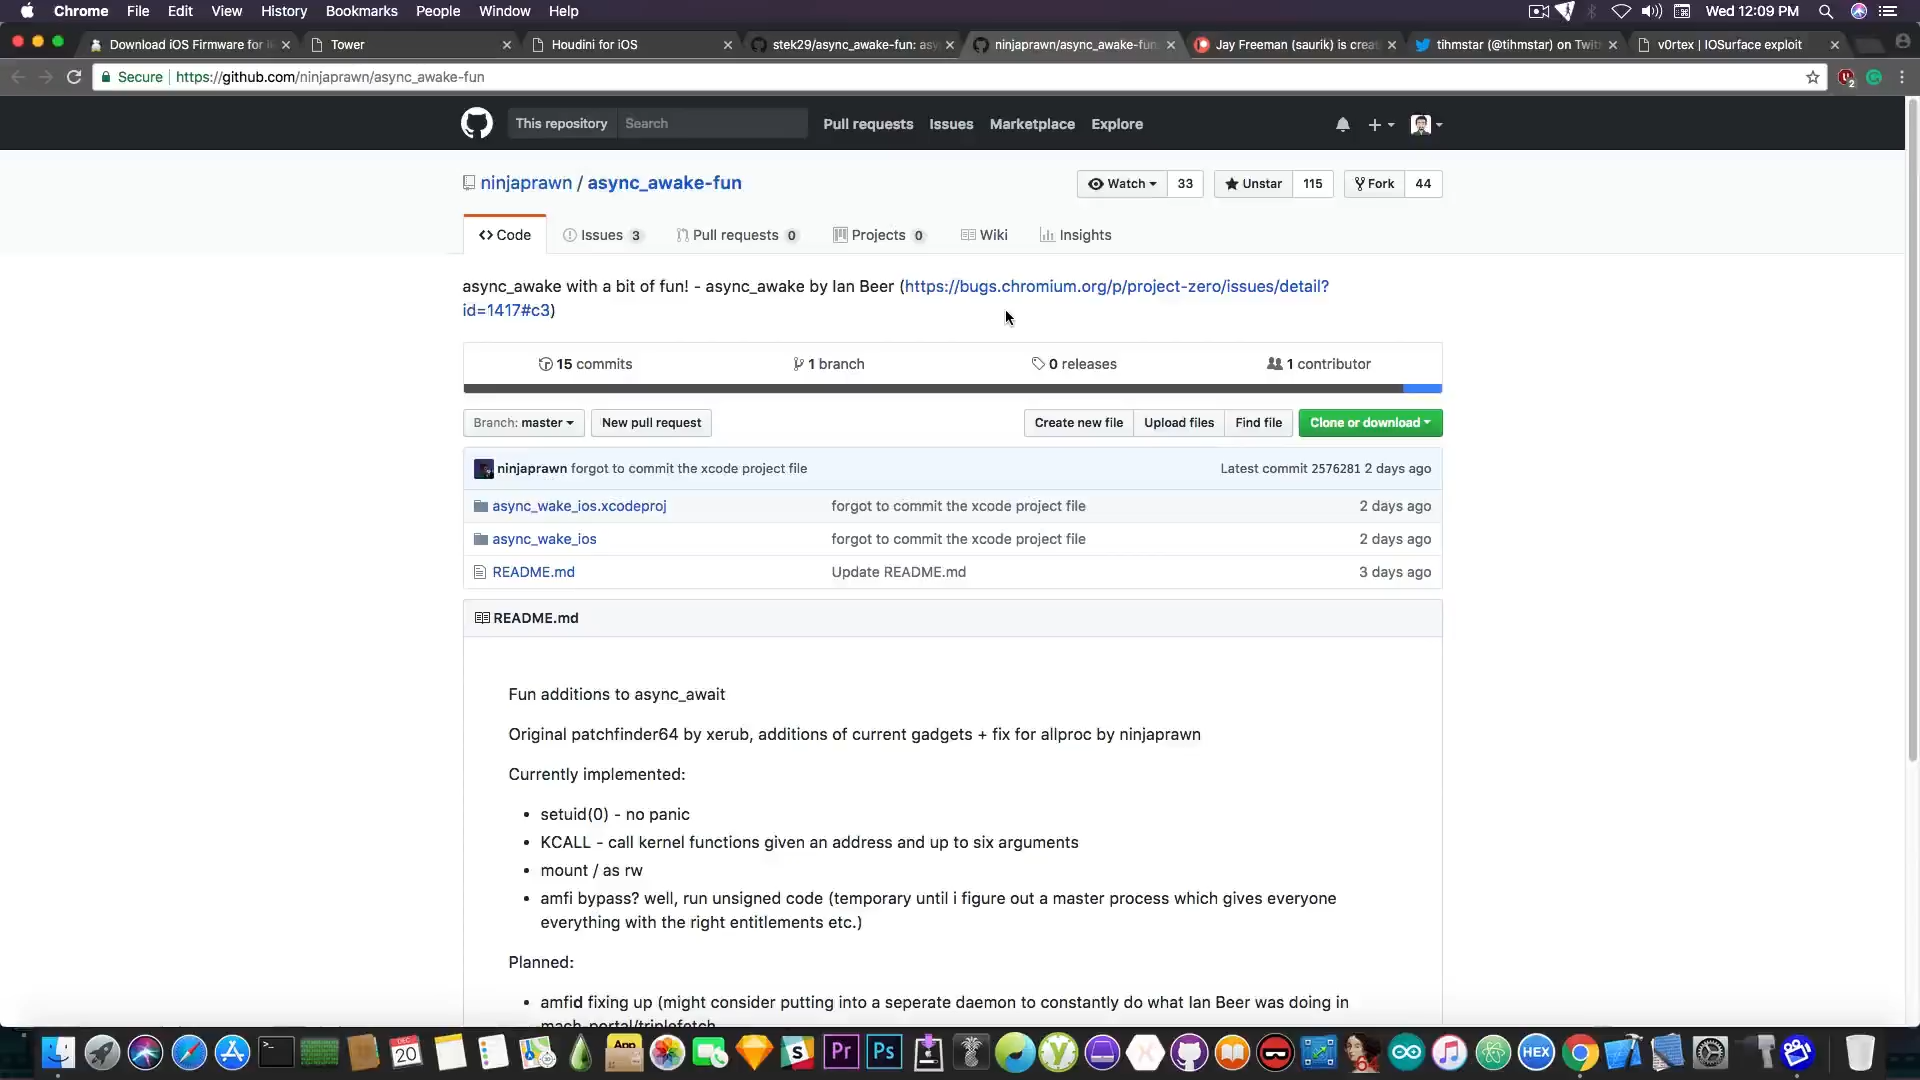 Chrome File Edit View History Bookmarks People Window Help Wed 12:09 PM
Download iOS Firmware for i Tower Houdini for iOS stek29/async_awake-fun: asy ninjaprawn/async_awake-fun Jay Freeman (saurik) is creat tihmstar (@tihmstar) on Twit v0rtex | IOSurface exploit
Secure https://github.com/ninjaprawn/async_awake-fun 2
This repository Search Pull requests Issues Marketplace Explore
ninjaprawn / async_awake-fun Watch 33 Unstar 115 Fork 44
Code Issues 3 Pull requests 0 Projects 0 Wiki Insights
async_awake with a bit of fun! - async_awake by Ian Beer (https://bugs.chromium.org/p/project-zero/issues/detail?
id=1417#c3)
15 commits 1 branch 0 releases 1 contributor
Branch: master New pull request Create new file Upload files Find file Clone or download
ninjaprawn forgot to commit the xcode project file Latest commit 2576281 2 days ago
async_wake_ios.xcodeproj forgot to commit the xcode project file 2 days ago
async_wake_ios forgot to commit the xcode project file 2 days ago
README.md Update README.md 3 days ago
README.md
Fun additions to async_await
Original patchfinder64 by xerub, additions of current gadgets + fix for allproc by ninjaprawn
Currently implemented:
• setuid(0) - no panic
• KCALL - call kernel functions given an address and up to six arguments
• mount / as rw
• amfi bypass? well, run unsigned code (temporary until i figure out a master process which gives everyone
everything with the right entitlements etc.)
Planned:
• amfid fixing up (might consider putting into a seperate daemon to constantly do what Ian Beer was doing in
mach_portal/triplefetch
DEC 20 App Pr Ps HEX